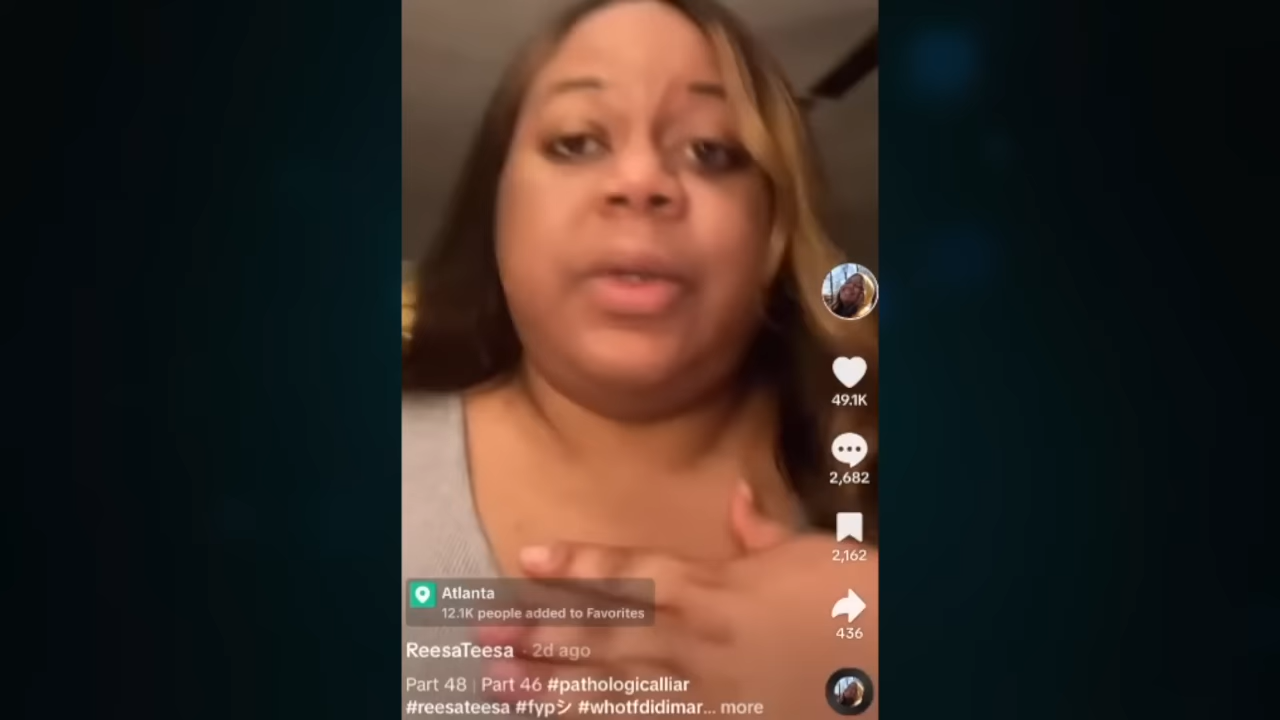 49.1K
2,682
2,162
436
Atlanta
12.1K people added to Favorites
ReesaTeesa · 2d ago
Part 48 | Part 46 #pathologicalliar
#reesateesa #fypシ #whotfdidimar... more